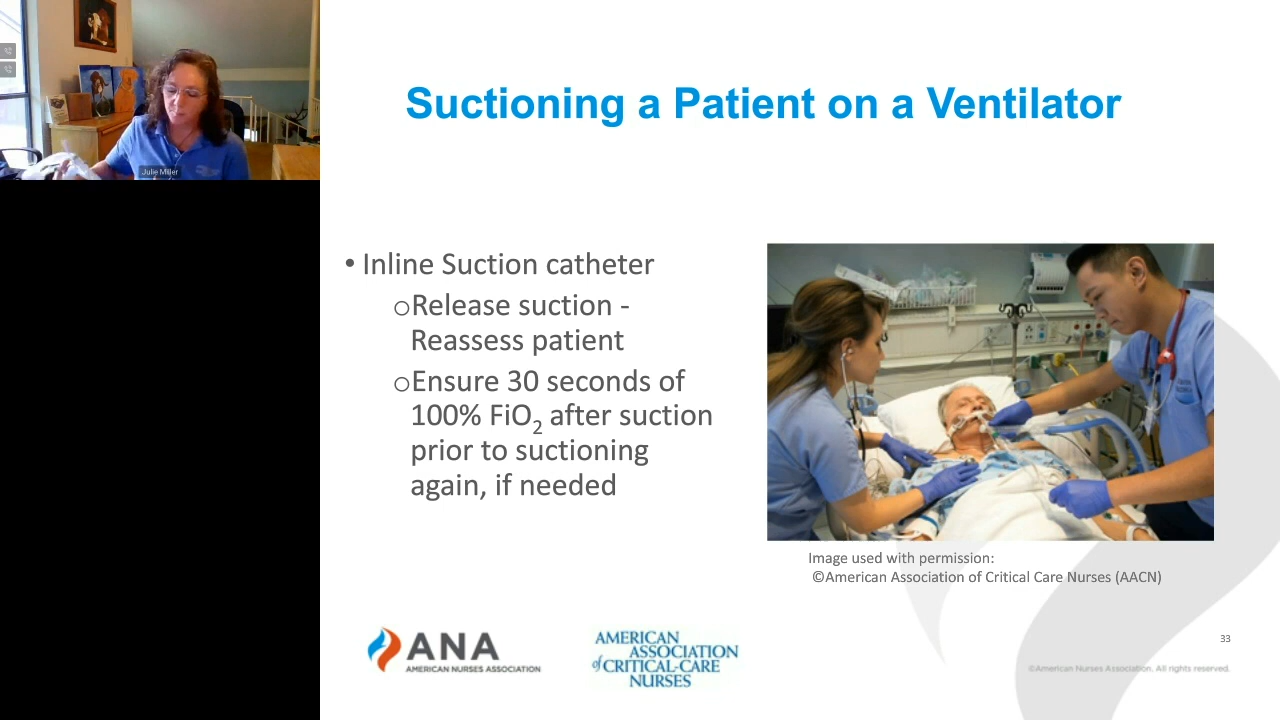 Julie Miller
Suctioning a Patient on a Ventilator
• Inline Suction catheter
oRelease suction -
Reassess patient
oEnsure 30 seconds of
100% FiO2 after suction
prior to suctioning
again, if needed
Image used with permission:
©American Association of Critical Care Nurses (AACN)
ANA
AMERICAN NURSES ASSOCIATION
AMERICAN
ASSOCIATION
of CRITICAL-CARE
NURSES
33
©American Nurses Association. All rights reserved.